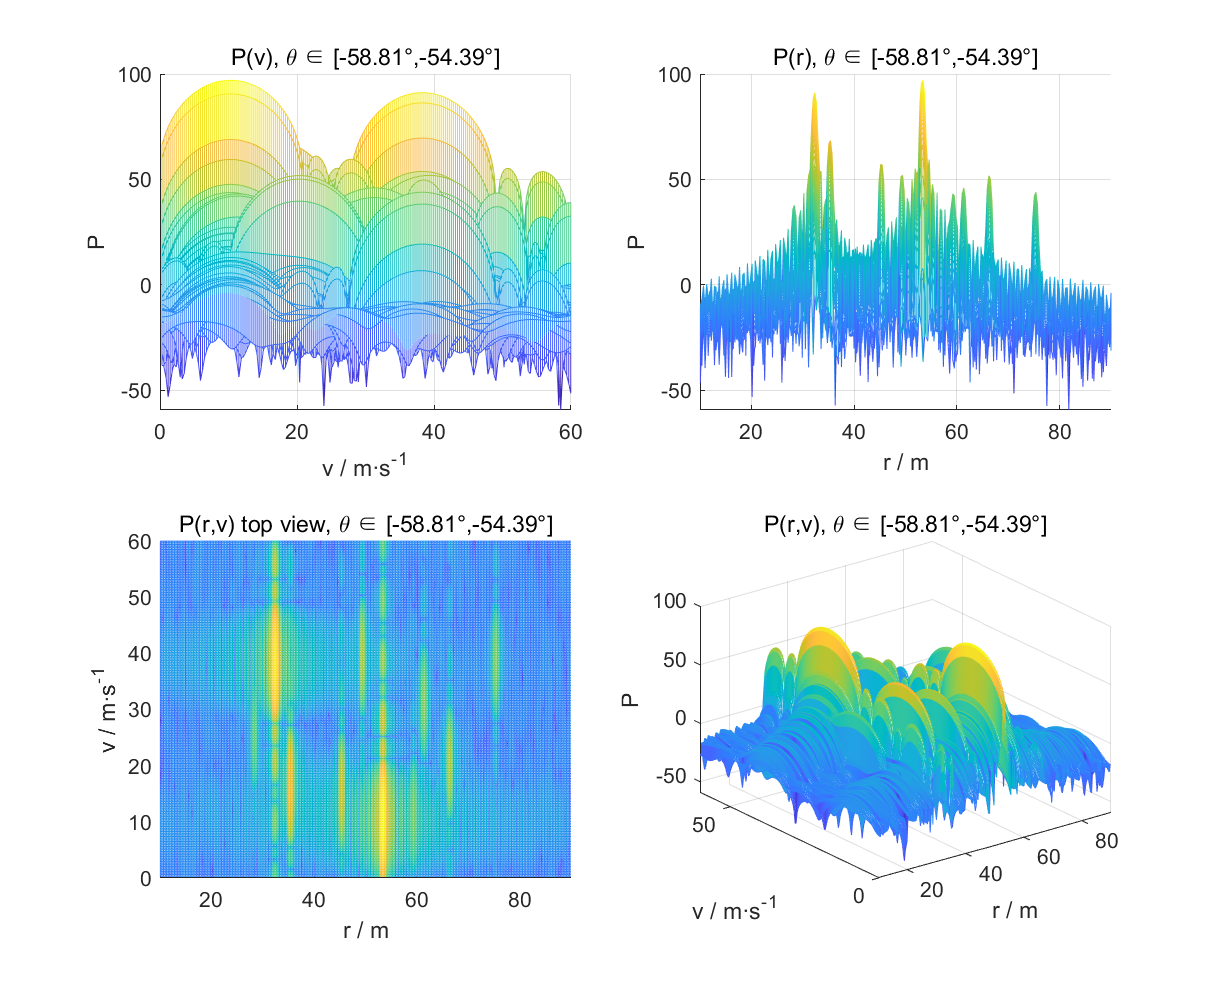 P(v), θ ∈ [-58.81°,-54.39°]
100
50
0
-50
P
0 20 40 60
v / m·s-1
P(r), θ ∈ [-58.81°,-54.39°]
100
50
0
-50
P
20 40 60 80
r / m
P(r,v) top view, θ ∈ [-58.81°,-54.39°]
60
50
40
30
20
10
0
v / m·s-1
20 40 60 80
r / m
P(r,v), θ ∈ [-58.81°,-54.39°]
100
50
0
-50
P
50
0
v / m·s-1
20 40 60 80
r / m